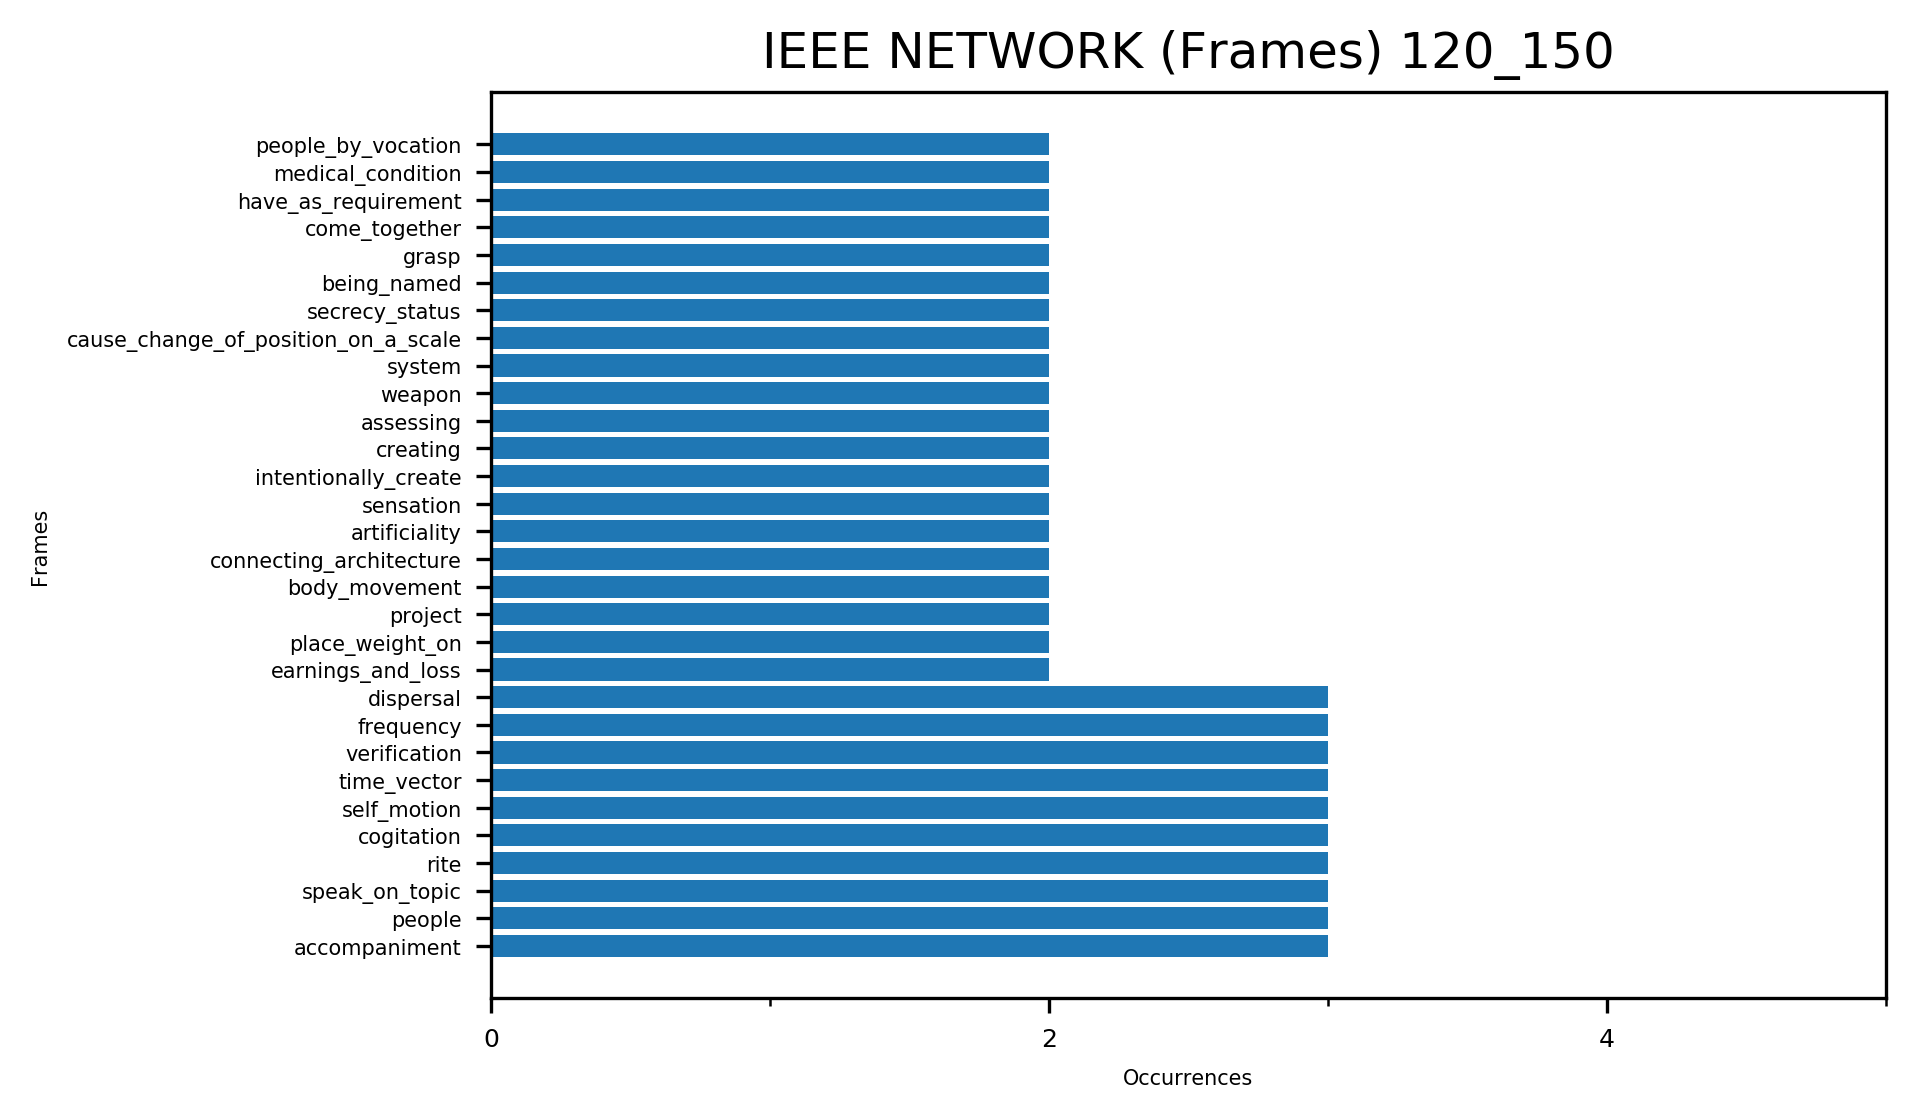 IEEE NETWORK (Frames) 120_150
people_by_vocation
medical_condition
have_as_requirement
come_together
grasp
being_named
secrecy_status
cause_change_of_position_on_a_scale
system
weapon
assessing
creating
intentionally_create
sensation
artificiality
connecting_architecture
body_movement
project
place_weight_on
earnings_and_loss
dispersal
frequency
verification
time_vector
self_motion
cogitation
rite
speak_on_topic
people
accompaniment
Frames
0 2 4
Occurrences